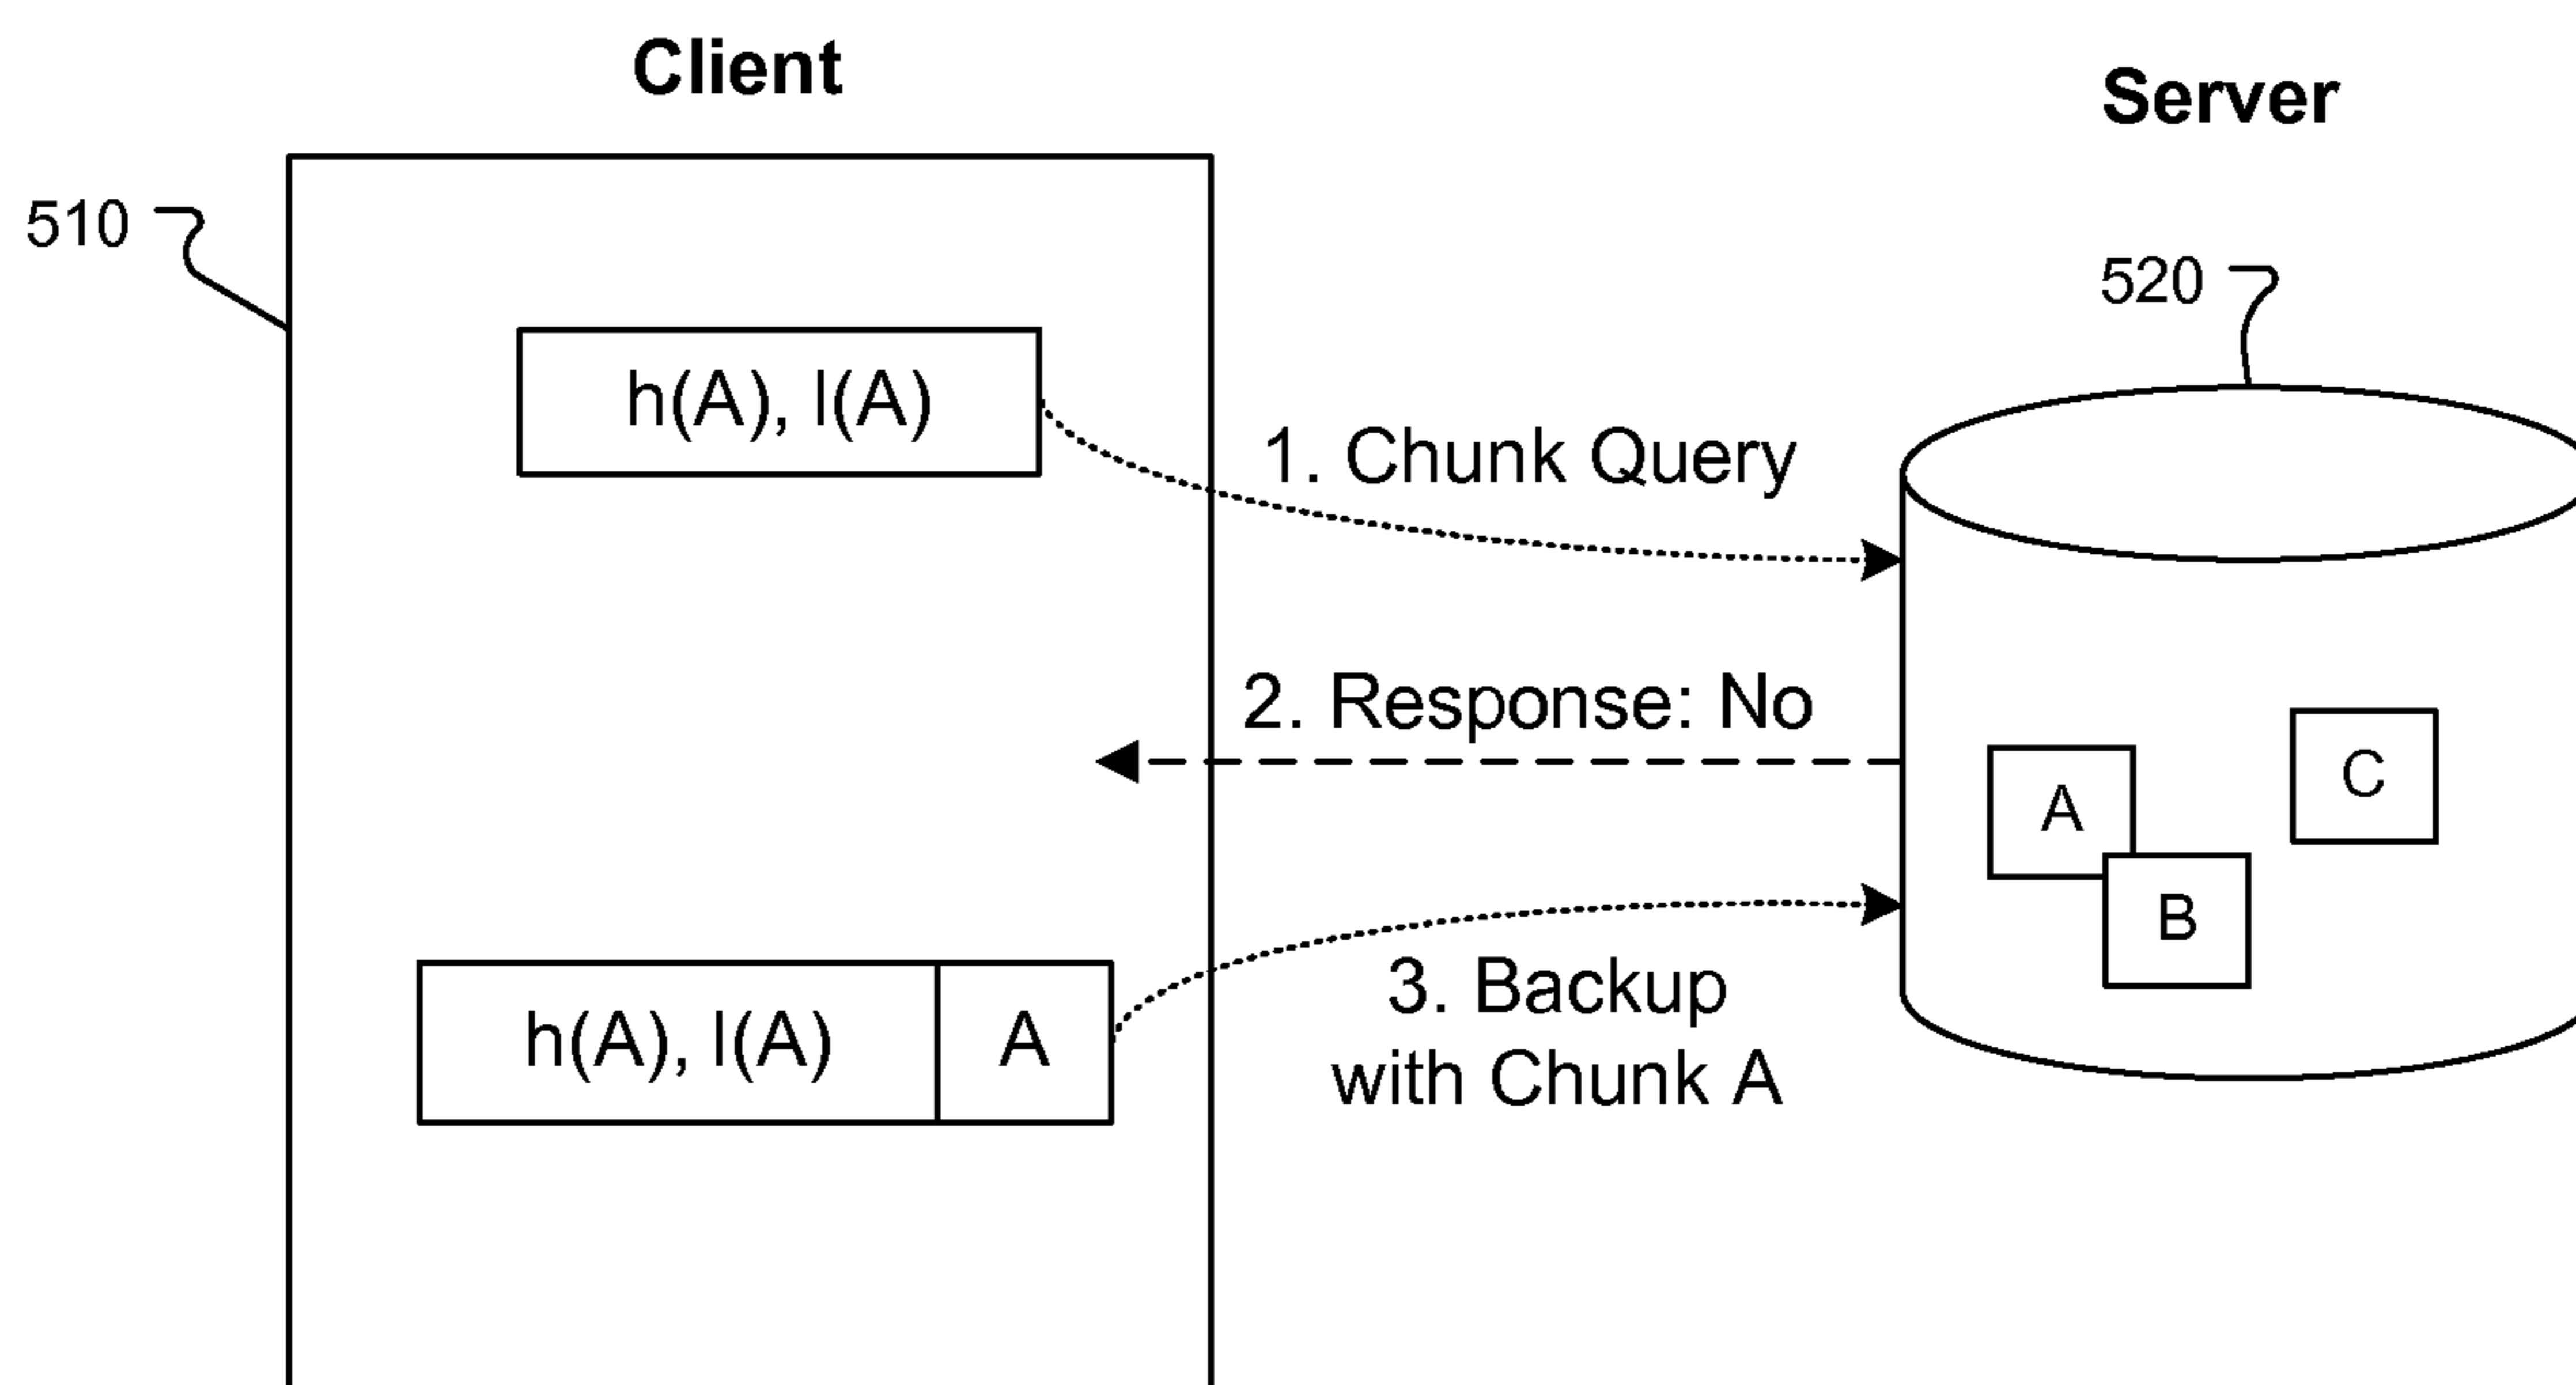 Client
Server
510
520
h(A), l(A)
1. Chunk Query
2. Response: No
A
C
B
h(A), l(A)
A
3. Backup
with Chunk A